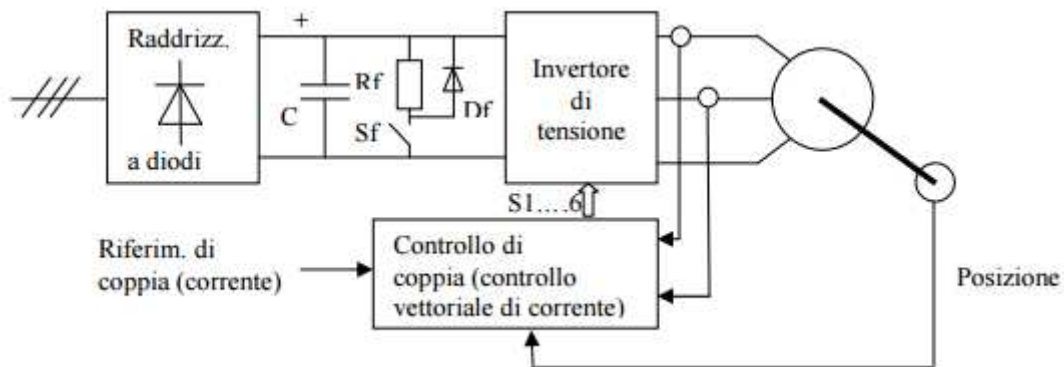 Raddrizz.
a diodi
+
C
Rf
Sf
Df
Invertore
di
tensione
S1....6
Riferim. di
coppia (corrente)
Controllo di
coppia (controllo
vettoriale di corrente)
Posizione